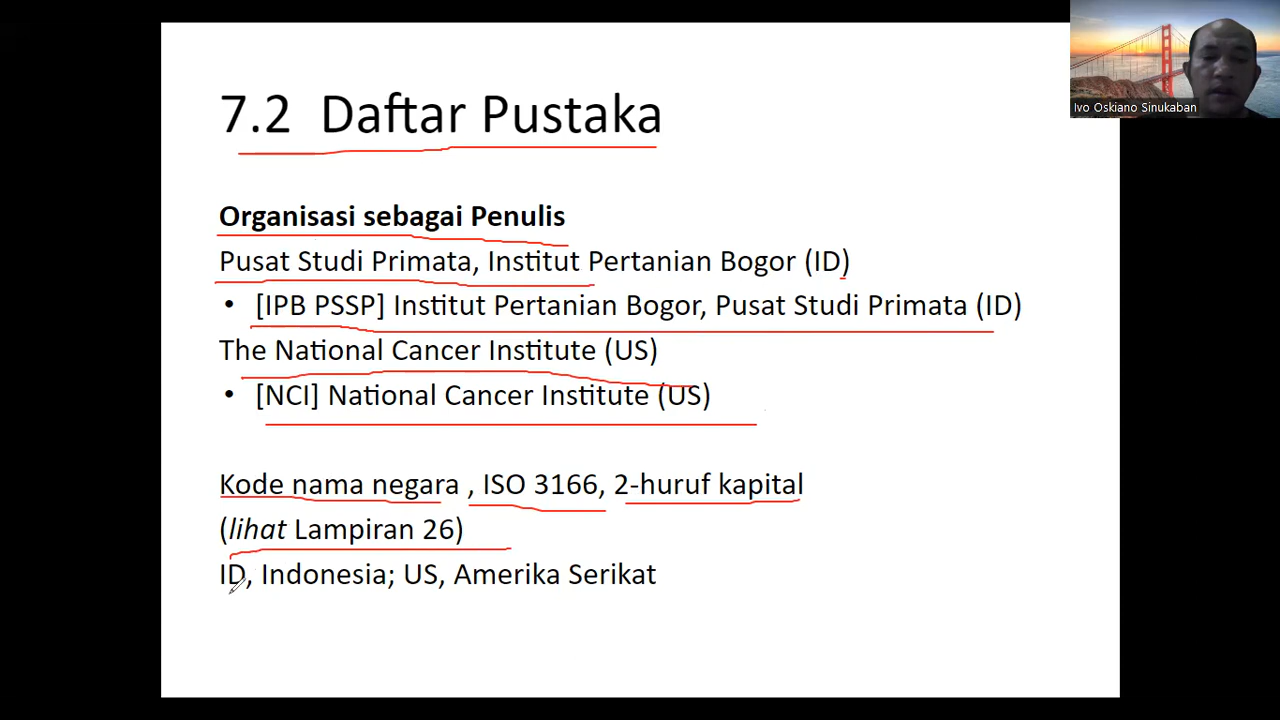 7.2 Daftar Pustaka
Ivo Oskiano Sinukaban
Organisasi sebagai Penulis
Pusat Studi Primata, Institut Pertanian Bogor (ID)
• [IPB PSSP] Institut Pertanian Bogor, Pusat Studi Primata (ID)
The National Cancer Institute (US)
• [NCI] National Cancer Institute (US)
Kode nama negara , ISO 3166, 2-huruf kapital
(lihat Lampiran 26)
ID, Indonesia; US, Amerika Serikat